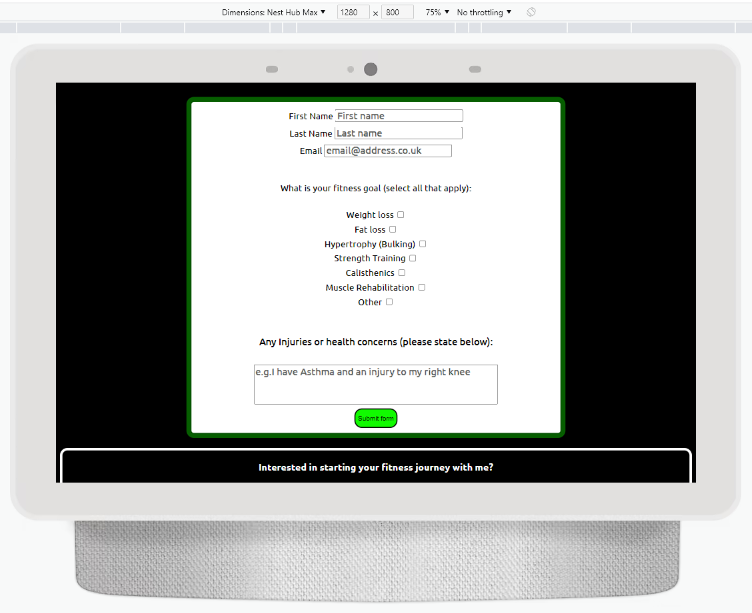 Dimensions: Nest Hub Max ▼ 1280 x 800 75% ▼ No throttling ▼
First Name First name
Last Name Last name
Email email@address.co.uk
What is your fitness goal (select all that apply):
Weight loss
Fat loss
Hypertrophy (Bulking)
Strength Training
Calisthenics
Muscle Rehabilitation
Other
Any Injuries or health concerns (please state below):
e.g.I have Asthma and an injury to my right knee
Submit form
Interested in starting your fitness journey with me?